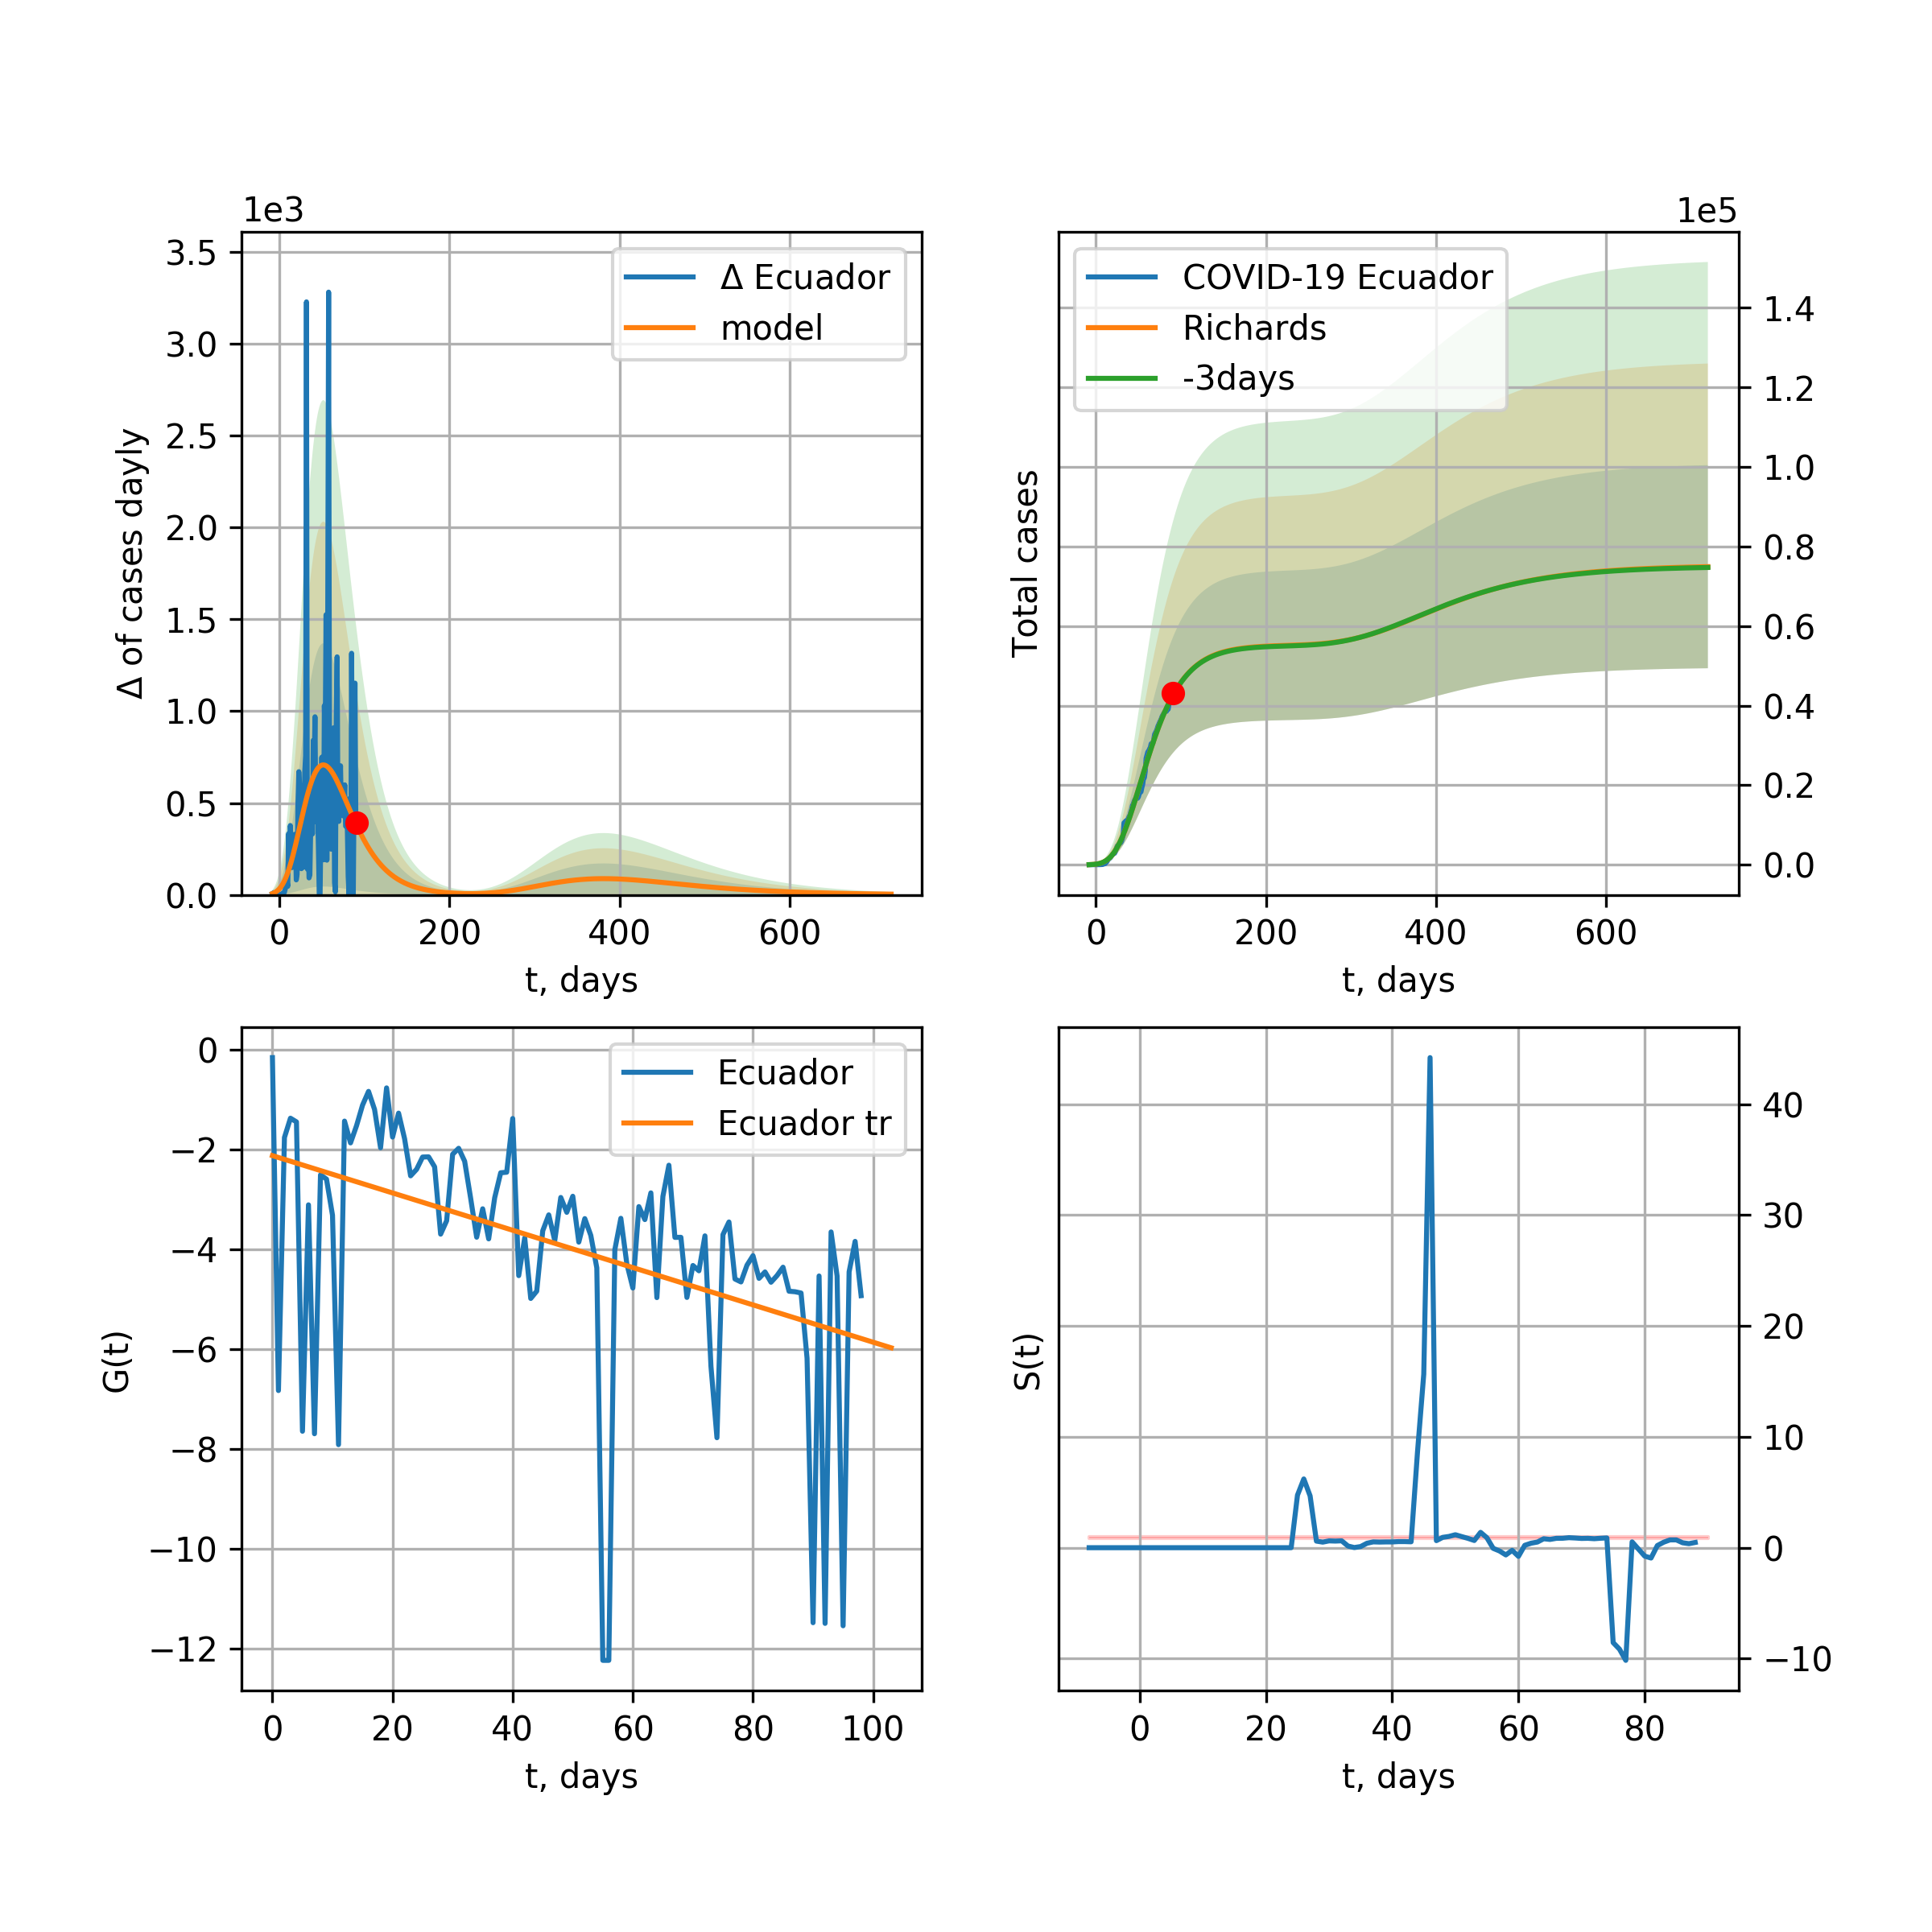 1e3
3.5
3.0
2.5
2.0
1.5
1.0
0.5
0.0
Δ of cases dayly
Δ Ecuador
model
0 200 400 600
t, days
1e5
Total cases
COVID-19 Ecuador
Richards
-3days
1.4
1.2
1.0
0.8
0.6
0.4
0.2
0.0
0 200 400 600
t, days
0
−2
−4
−6
−8
−10
−12
G(t)
Ecuador
Ecuador tr
0 20 40 60 80 100
t, days
S(t)
40
30
20
10
0
−10
0 20 40 60 80
t, days